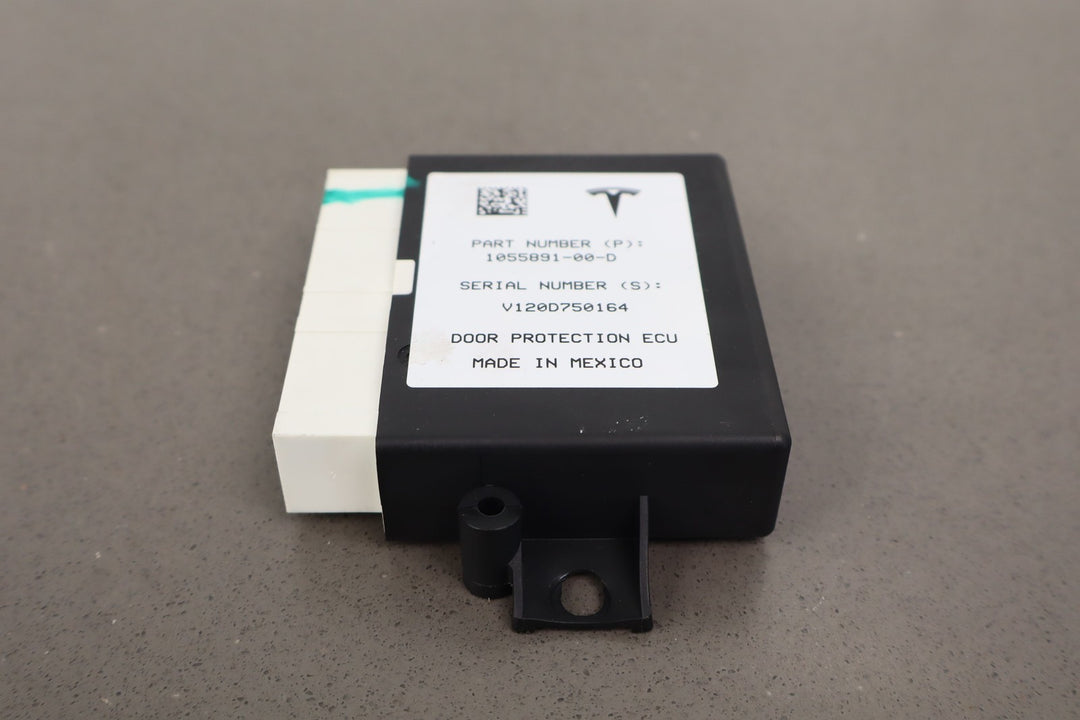 PART NUMBER (P):
1055891-00-D
SERIAL NUMBER (S):
V120D750164
DOOR PROTECTION ECU
MADE IN MEXICO